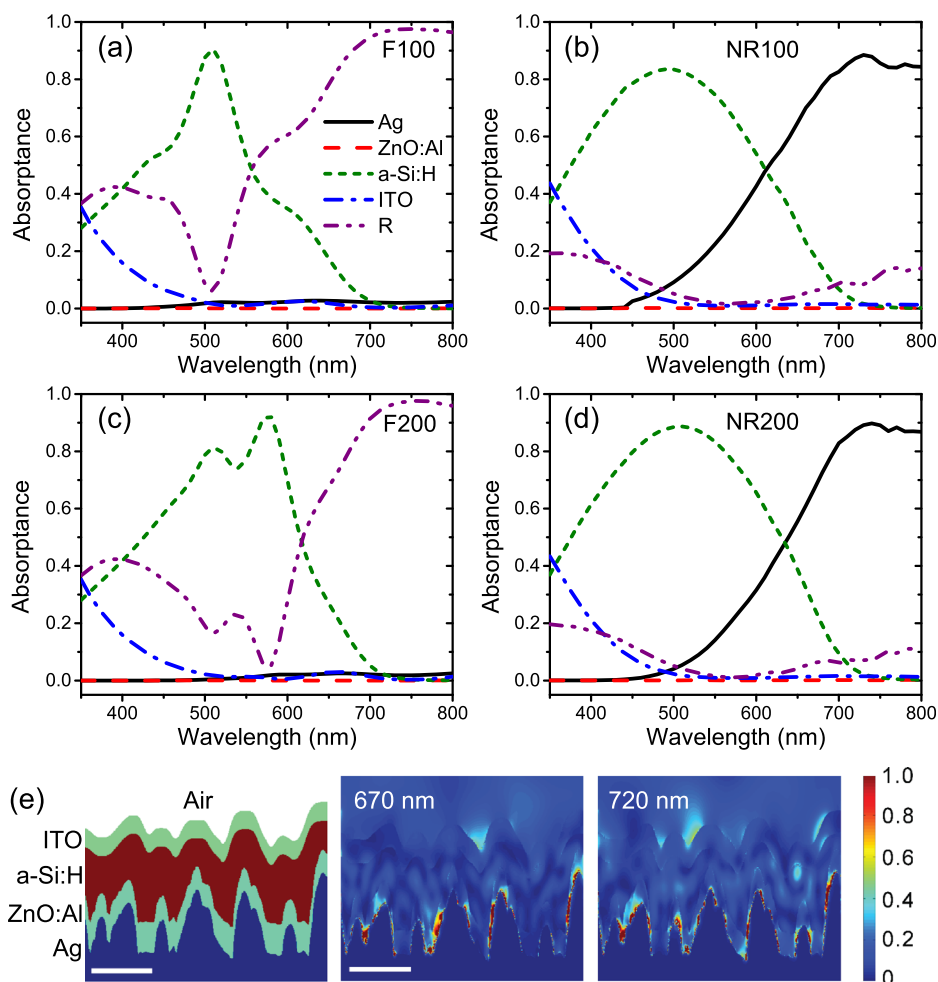 (a) F100
Ag
ZnO:Al
a-Si:H
ITO
R
1.0
0.8
0.6
0.4
0.2
0.0
Absorptance
400 500 600 700 800
Wavelength (nm)
(b) NR100
1.0
0.8
0.6
0.4
0.2
0.0
Absorptance
400 500 600 700 800
Wavelength (nm)
(c) F200
1.0
0.8
0.6
0.4
0.2
0.0
Absorptance
400 500 600 700 800
Wavelength (nm)
(d) NR200
1.0
0.8
0.6
0.4
0.2
0.0
Absorptance
400 500 600 700 800
Wavelength (nm)
(e)
Air
ITO
a-Si:H
ZnO:Al
Ag
670 nm
720 nm
1.0
0.8
0.6
0.4
0.2
0